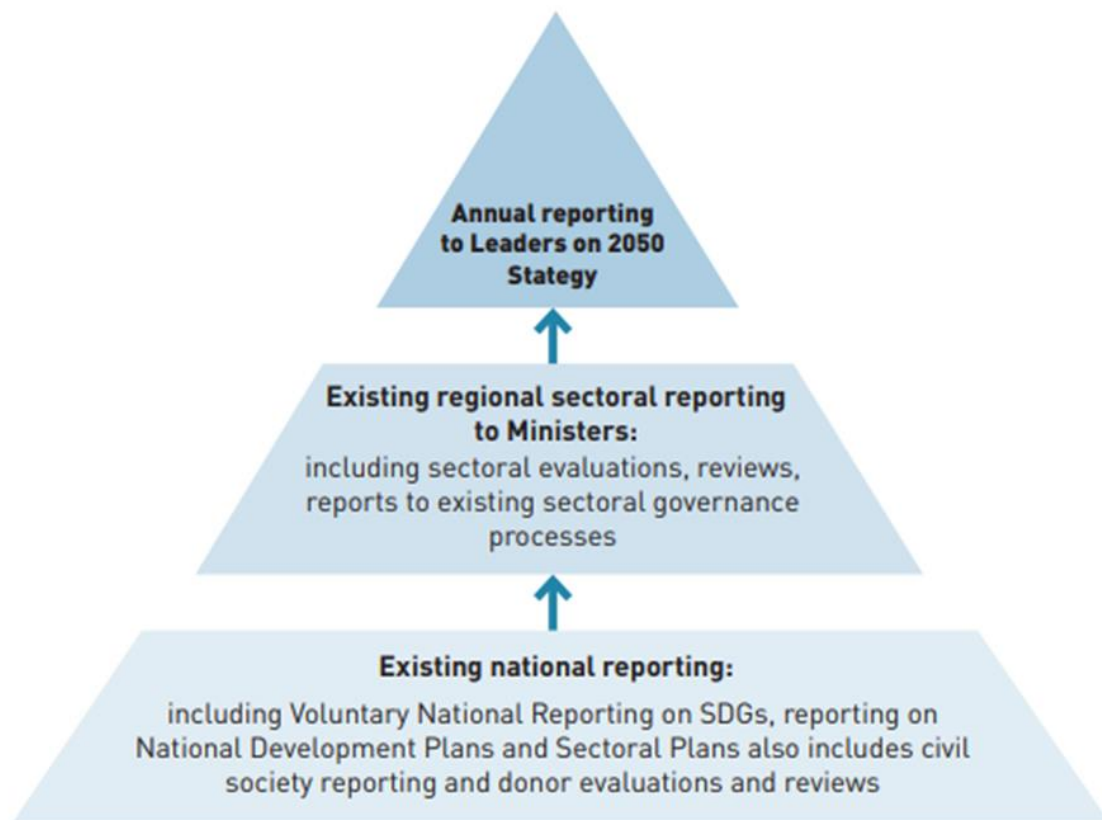 Annual reporting
to Leaders on 2050
Stategy
Existing regional sectoral reporting
to Ministers:
including sectoral evaluations, reviews,
reports to existing sectoral governance
processes
Existing national reporting:
including Voluntary National Reporting on SDGs, reporting on
National Development Plans and Sectoral Plans also includes civil
society reporting and donor evaluations and reviews